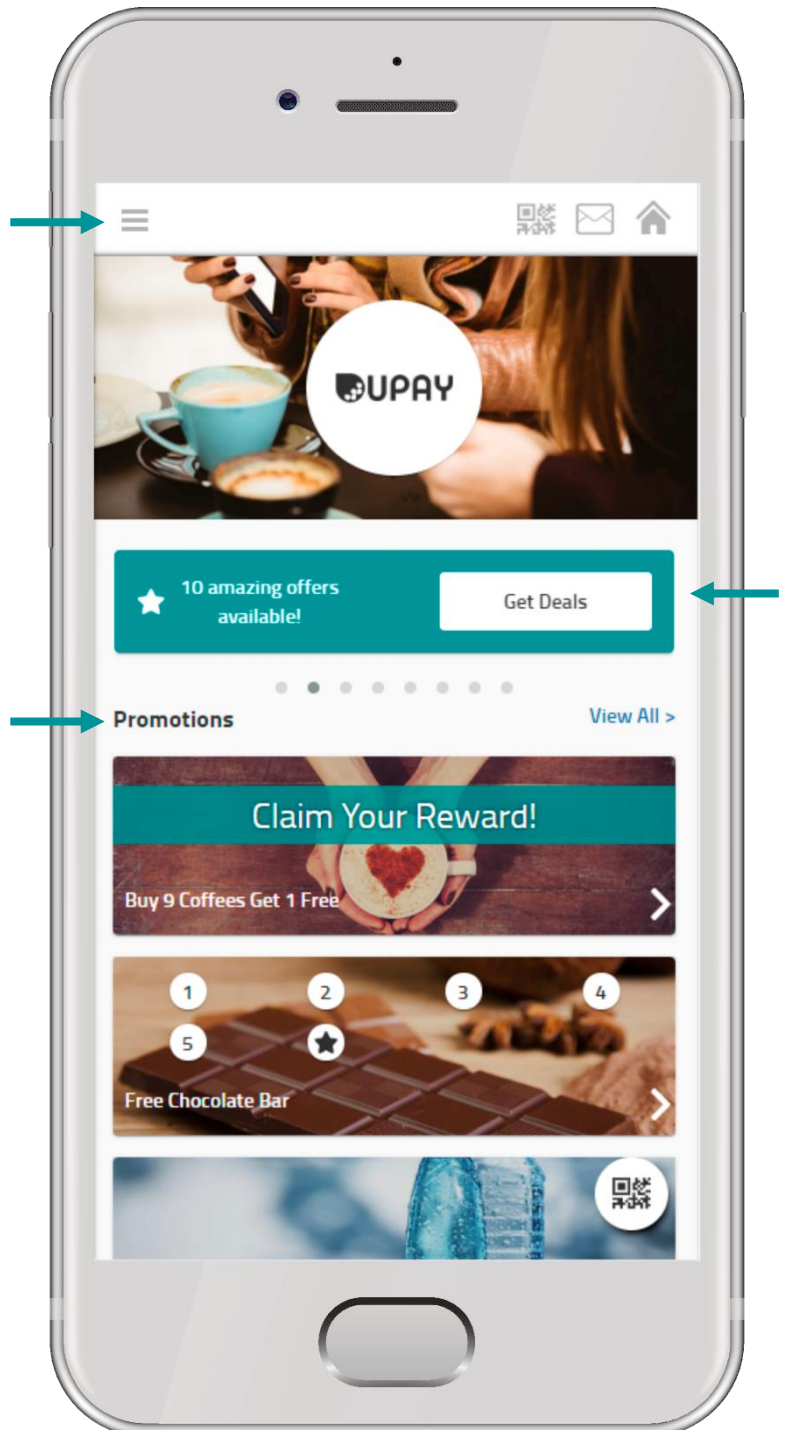 UPAY
10 amazing offers
available!
Get Deals
Promotions
View All >
Claim Your Reward!
Buy 9 Coffees Get 1 Free
1 2 3 4
5
Free Chocolate Bar